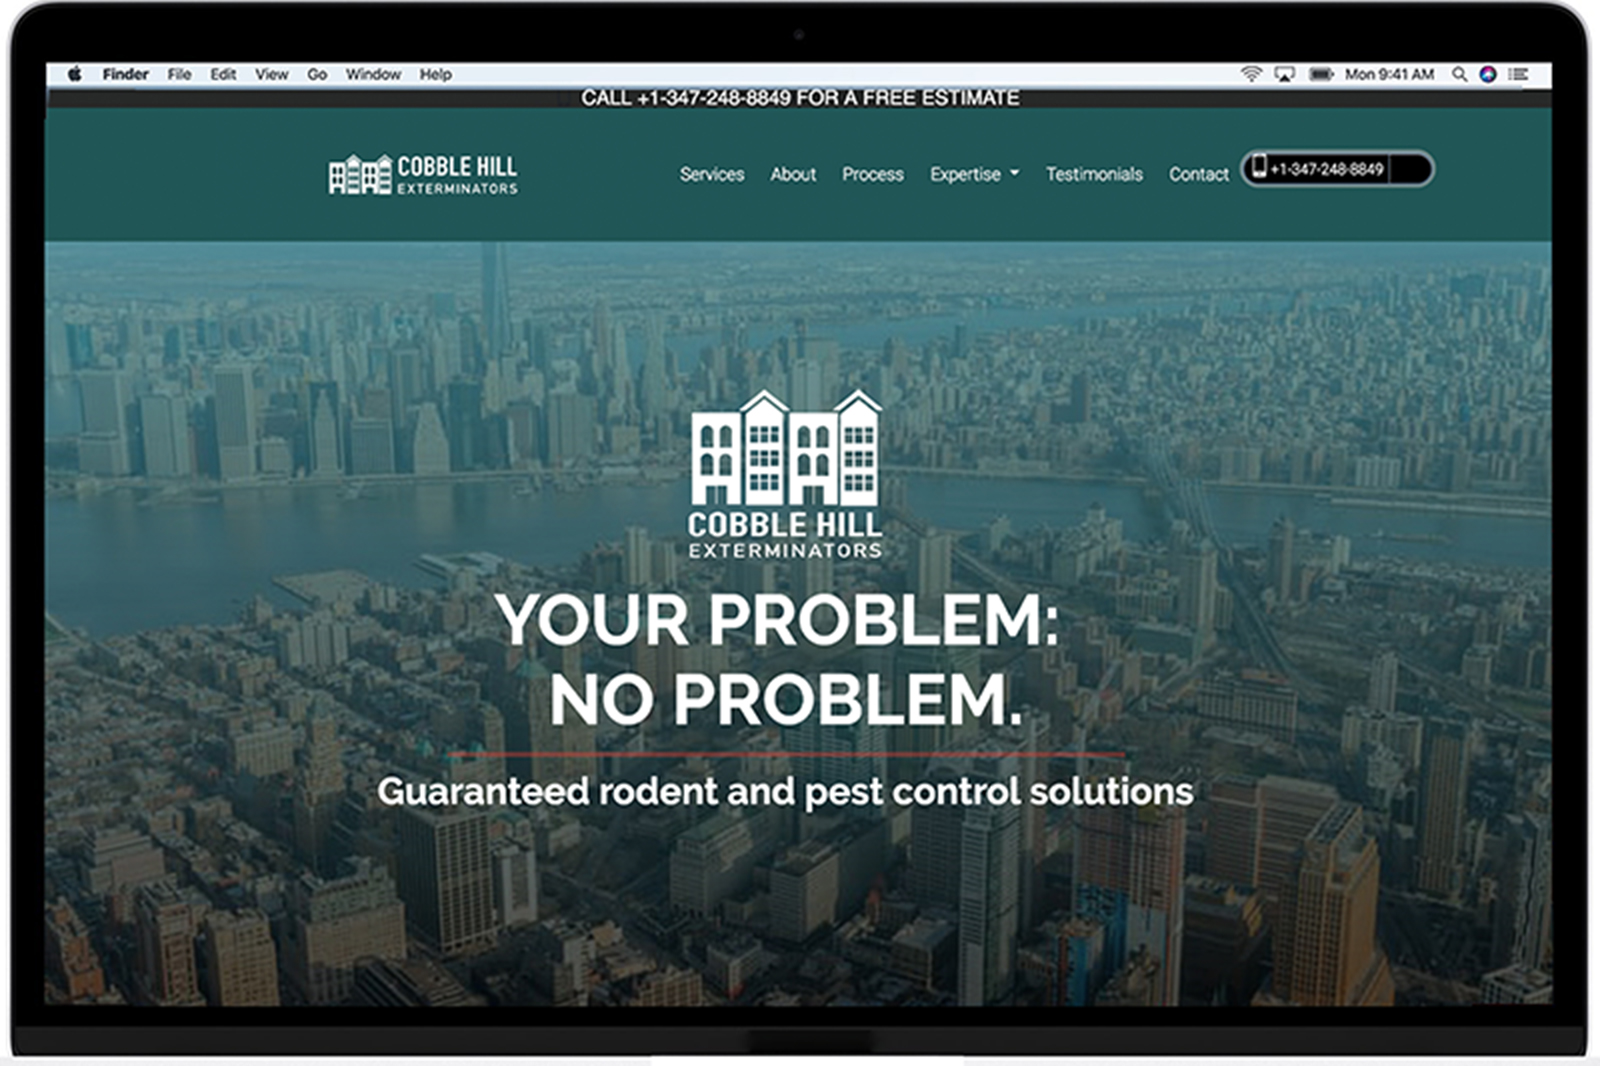 Finder File Edit View Go Window Help Mon 9:41 AM
CALL +1-347-248-8849 FOR A FREE ESTIMATE
COBBLE HILL
EXTERMINATORS
Services About Process Expertise Testimonials Contact +1-347-248-8849
COBBLE HILL
EXTERMINATORS
YOUR PROBLEM:
NO PROBLEM.
Guaranteed rodent and pest control solutions